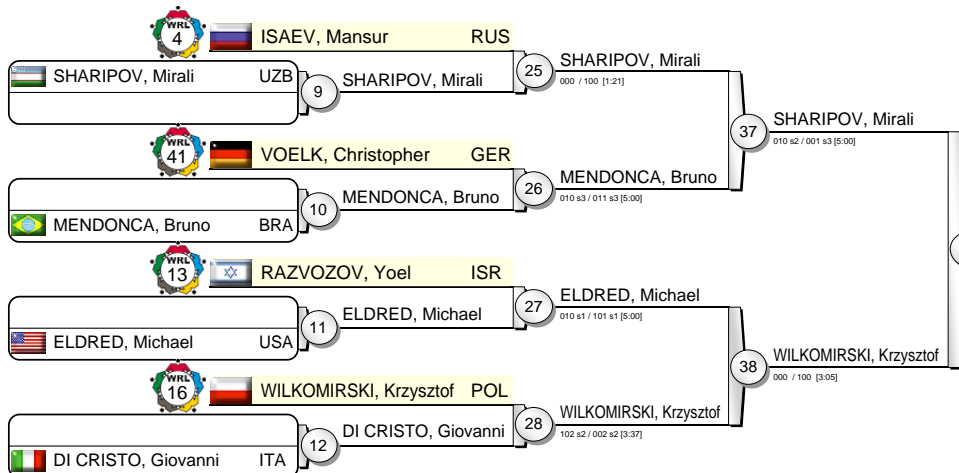 WRL
4
ISAEV, Mansur RUS
SHARIPOV, Mirali UZB
9
SHARIPOV, Mirali
25
SHARIPOV, Mirali
000 / 100 [1:21]
WRL
41
VOELK, Christopher GER
MENDONCA, Bruno BRA
10
MENDONCA, Bruno
26
MENDONCA, Bruno
010 s3 / 011 s3 [5:00]
37
SHARIPOV, Mirali
010 s2 / 001 s3 [5:00]
WRL
13
RAZVOZOV, Yoel ISR
ELDRED, Michael USA
11
ELDRED, Michael
27
ELDRED, Michael
010 s1 / 101 s1 [5:00]
WRL
16
WILKOMIRSKI, Krzysztof POL
DI CRISTO, Giovanni ITA
12
DI CRISTO, Giovanni
28
WILKOMIRSKI, Krzysztof
102 s2 / 002 s2 [3:37]
38
WILKOMIRSKI, Krzysztof
000 / 100 [3:05]